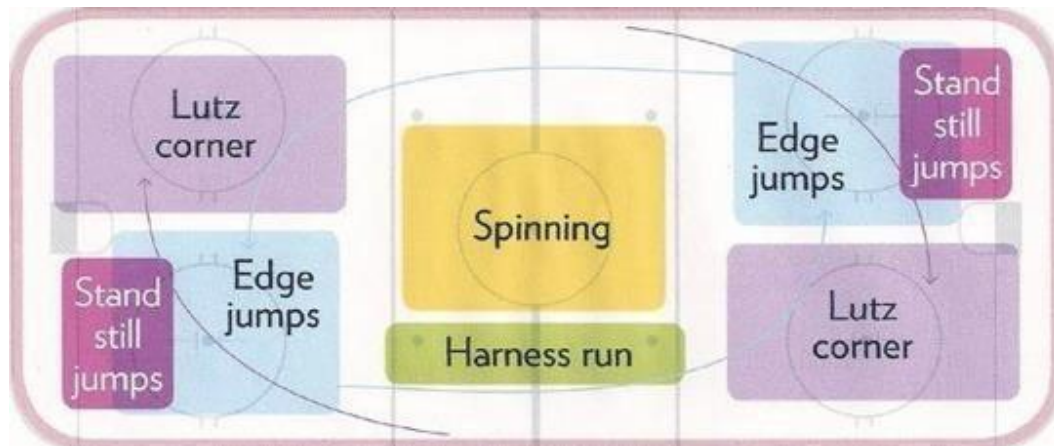 Lutz
corner
Stand
still
jumps
Edge
jumps
Spinning
Edge
jumps
Stand
still
jumps
Harness run
Lutz
corner